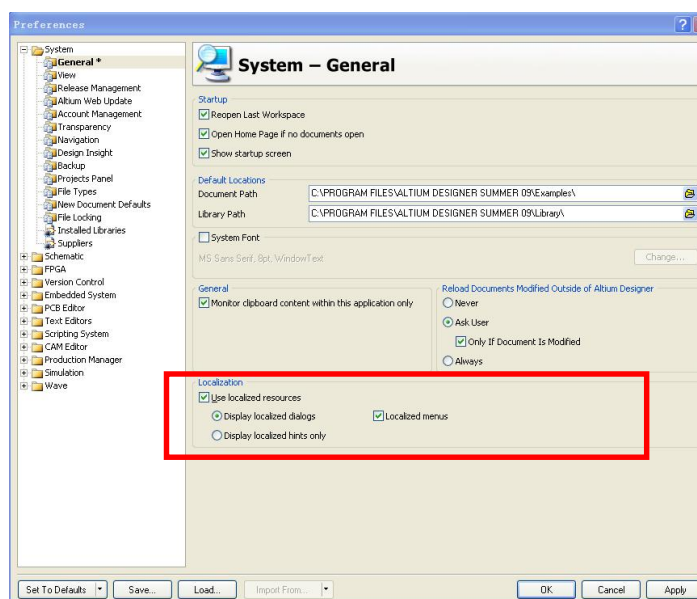 Preferences
System
General *
View
Release Management
Altium Web Update
Account Management
Transparency
Navigation
Design Insight
Backup
Projects Panel
File Types
New Document Defaults
File Locking
Installed Libraries
Suppliers
Schematic
FPGA
Version Control
Embedded System
PCB Editor
Text Editors
Scripting System
CAM Editor
Production Manager
Simulation
Wave
System – General
Startup
Reopen Last Workspace
Open Home Page if no documents open
Show startup screen
Default Locations
Document Path C:\PROGRAM FILES\ALTIUM DESIGNER SUMMER 09\Examples\
Library Path C:\PROGRAM FILES\ALTIUM DESIGNER SUMMER 09\Library\
System Font
MS Sans Serif, 8pt, WindowText Change...
General
Monitor clipboard content within this application only
Reload Documents Modified Outside of Altium Designer
Never
Ask User
Only If Document Is Modified
Always
Localization
Use localized resources
Display localized dialogs Localized menus
Display localized hints only
Set To Defaults Save... Load... Import From... OK Cancel Apply